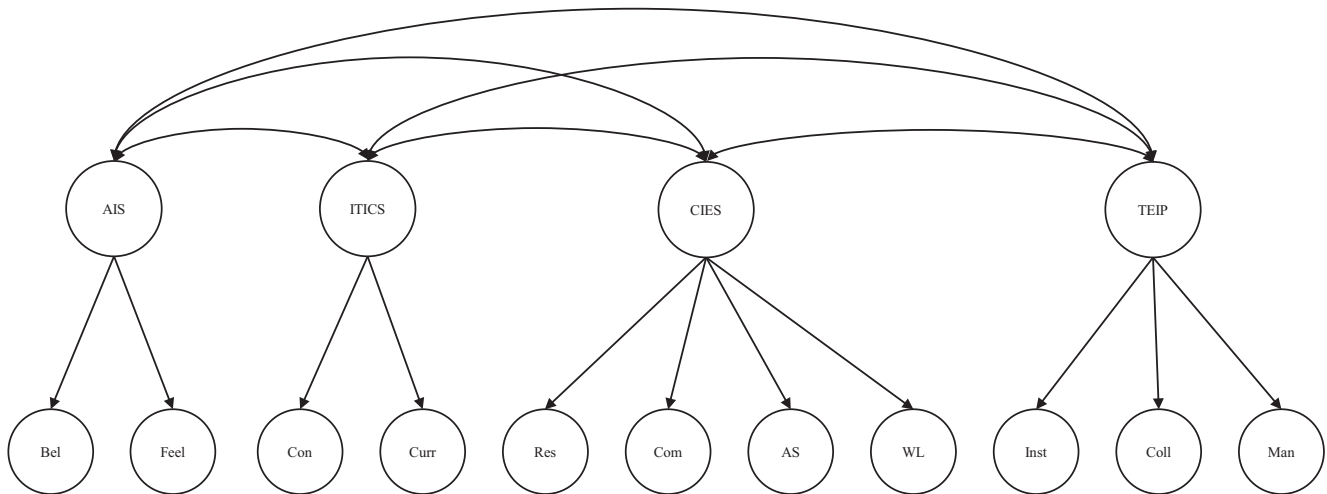 AIS
ITICS
CIES
TEIP
Bel
Feel
Con
Curr
Res
Com
AS
WL
Inst
Coll
Man